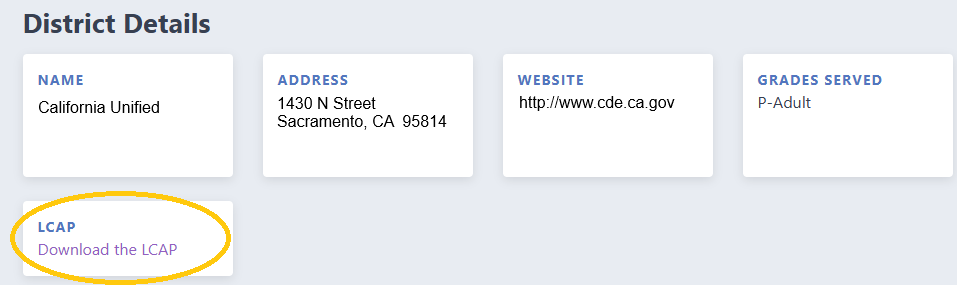 District Details
NAME
California Unified
ADDRESS
1430 N Street
Sacramento, CA  95814
WEBSITE
http://www.cde.ca.gov
GRADES SERVED
P-Adult
LCAP
Download the LCAP